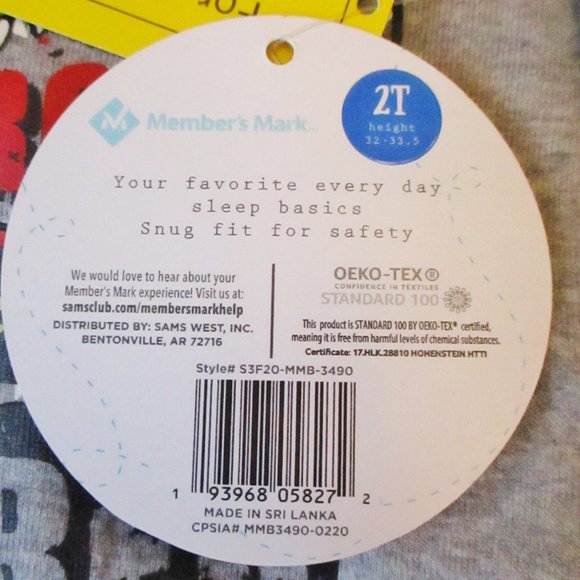 For
Member's Mark
2T
height
32-33.5
Your favorite every day
sleep basics
Snug fit for safety
We would love to hear about your
Member's Mark experience! Visit us at:
samsclub.com/membersmarkhelp
DISTRIBUTED BY: SAMS WEST, INC.
BENTONVILLE, AR 72716
OEKO-TEX®
CONFIDENCE IN TEXTILES
STANDARD 100
This product is STANDARD 100 BY OEKO-TEX® certified,
meaning it is free from harmful levels of chemical substances.
Certificate: 17.HLK.28810 HOHENSTEIN HTTI
Style# S3F20-MMB-3490
1 93968 05827 2
MADE IN SRI LANKA
CPSIA# MMB3490-0220